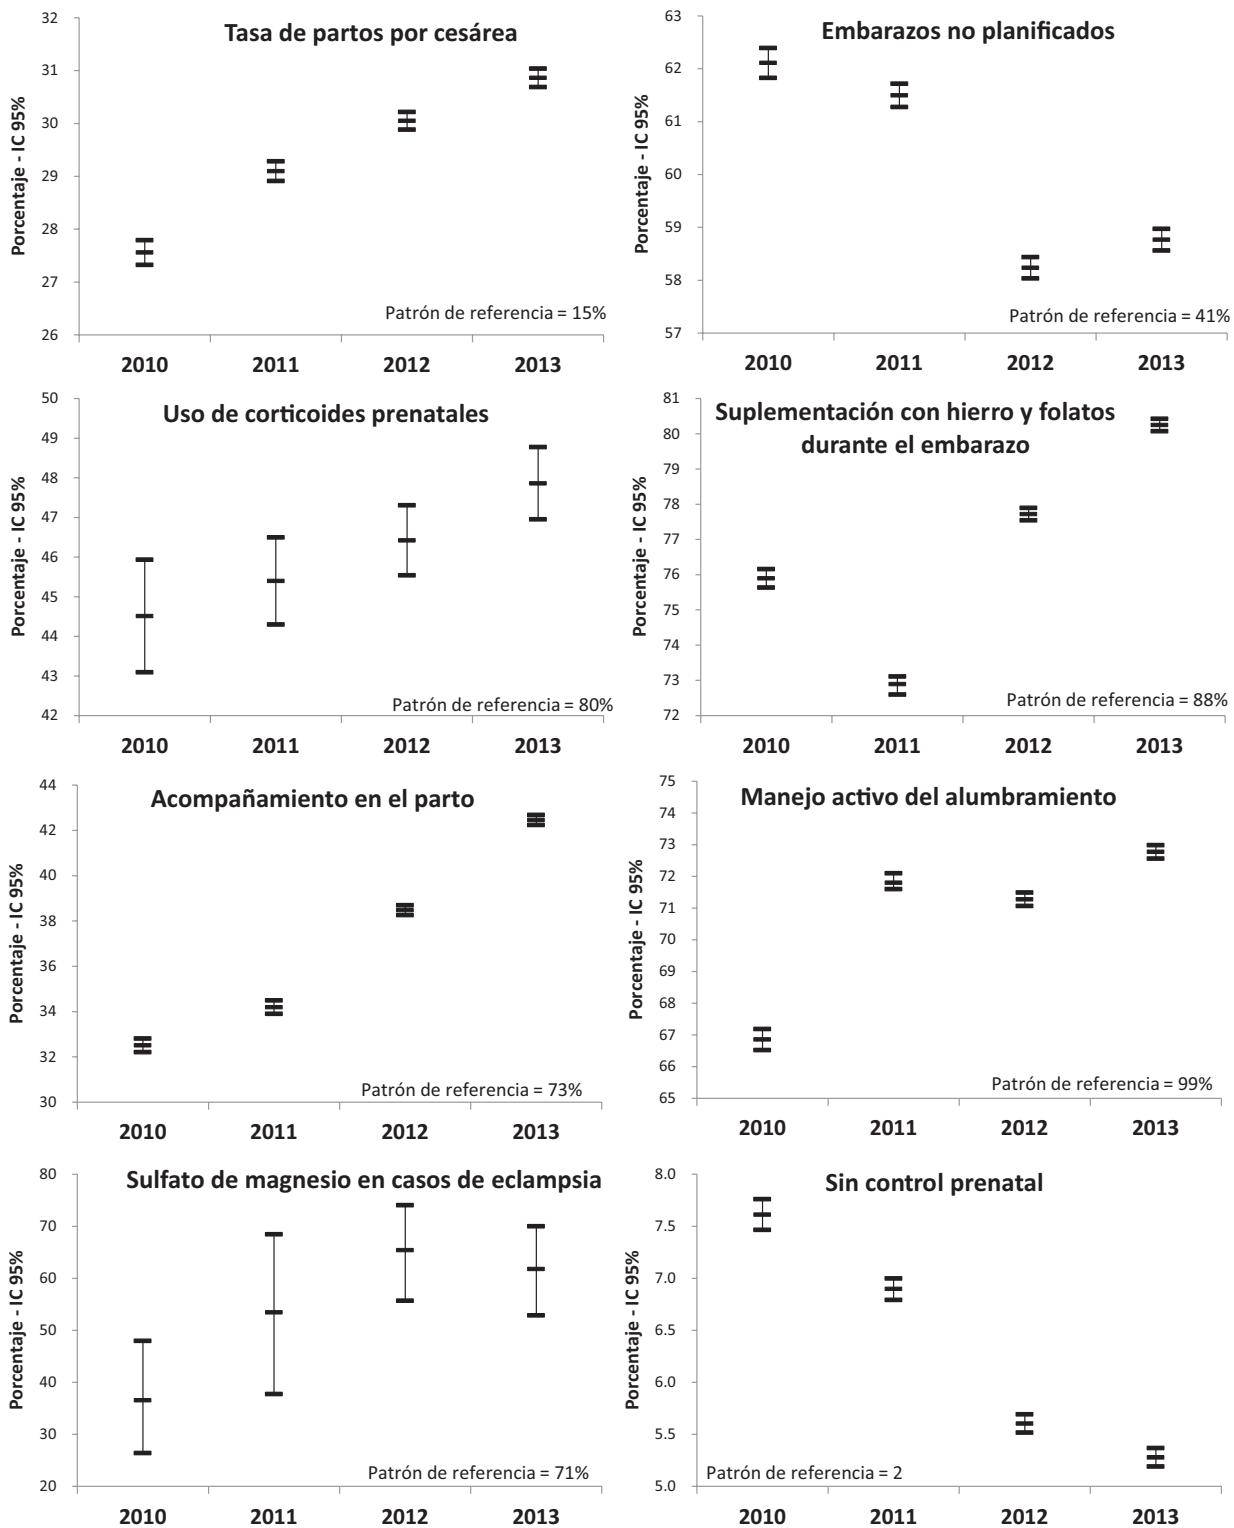 Tasa de partos por cesárea
Porcentaje - IC 95%
32
31
30
29
28
27
26
Patrón de referencia = 15%
2010 2011 2012 2013
Embarazos no planificados
Porcentaje - IC 95%
63
62
61
60
59
58
57
Patrón de referencia = 41%
2010 2011 2012 2013
Uso de corticoides prenatales
Porcentaje - IC 95%
50
49
48
47
46
45
44
43
42
Patrón de referencia = 80%
2010 2011 2012 2013
Suplementación con hierro y folatos
durante el embarazo
Porcentaje - IC 95%
81
80
79
78
77
76
75
74
73
72
Patrón de referencia = 88%
2010 2011 2012 2013
Acompañamiento en el parto
Porcentaje - IC 95%
44
42
40
38
36
34
32
30
Patrón de referencia = 73%
2010 2011 2012 2013
Manejo activo del alumbramiento
Porcentaje - IC 95%
75
74
73
72
71
70
69
68
67
66
65
Patrón de referencia = 99%
2010 2011 2012 2013
Sulfato de magnesio en casos de eclampsia
Porcentaje - IC 95%
80
70
60
50
40
30
20
Patrón de referencia = 71%
2010 2011 2012 2013
Sin control prenatal
Porcentaje - IC 95%
8.0
7.5
7.0
6.5
6.0
5.5
5.0
Patrón de referencia = 2
2010 2011 2012 2013